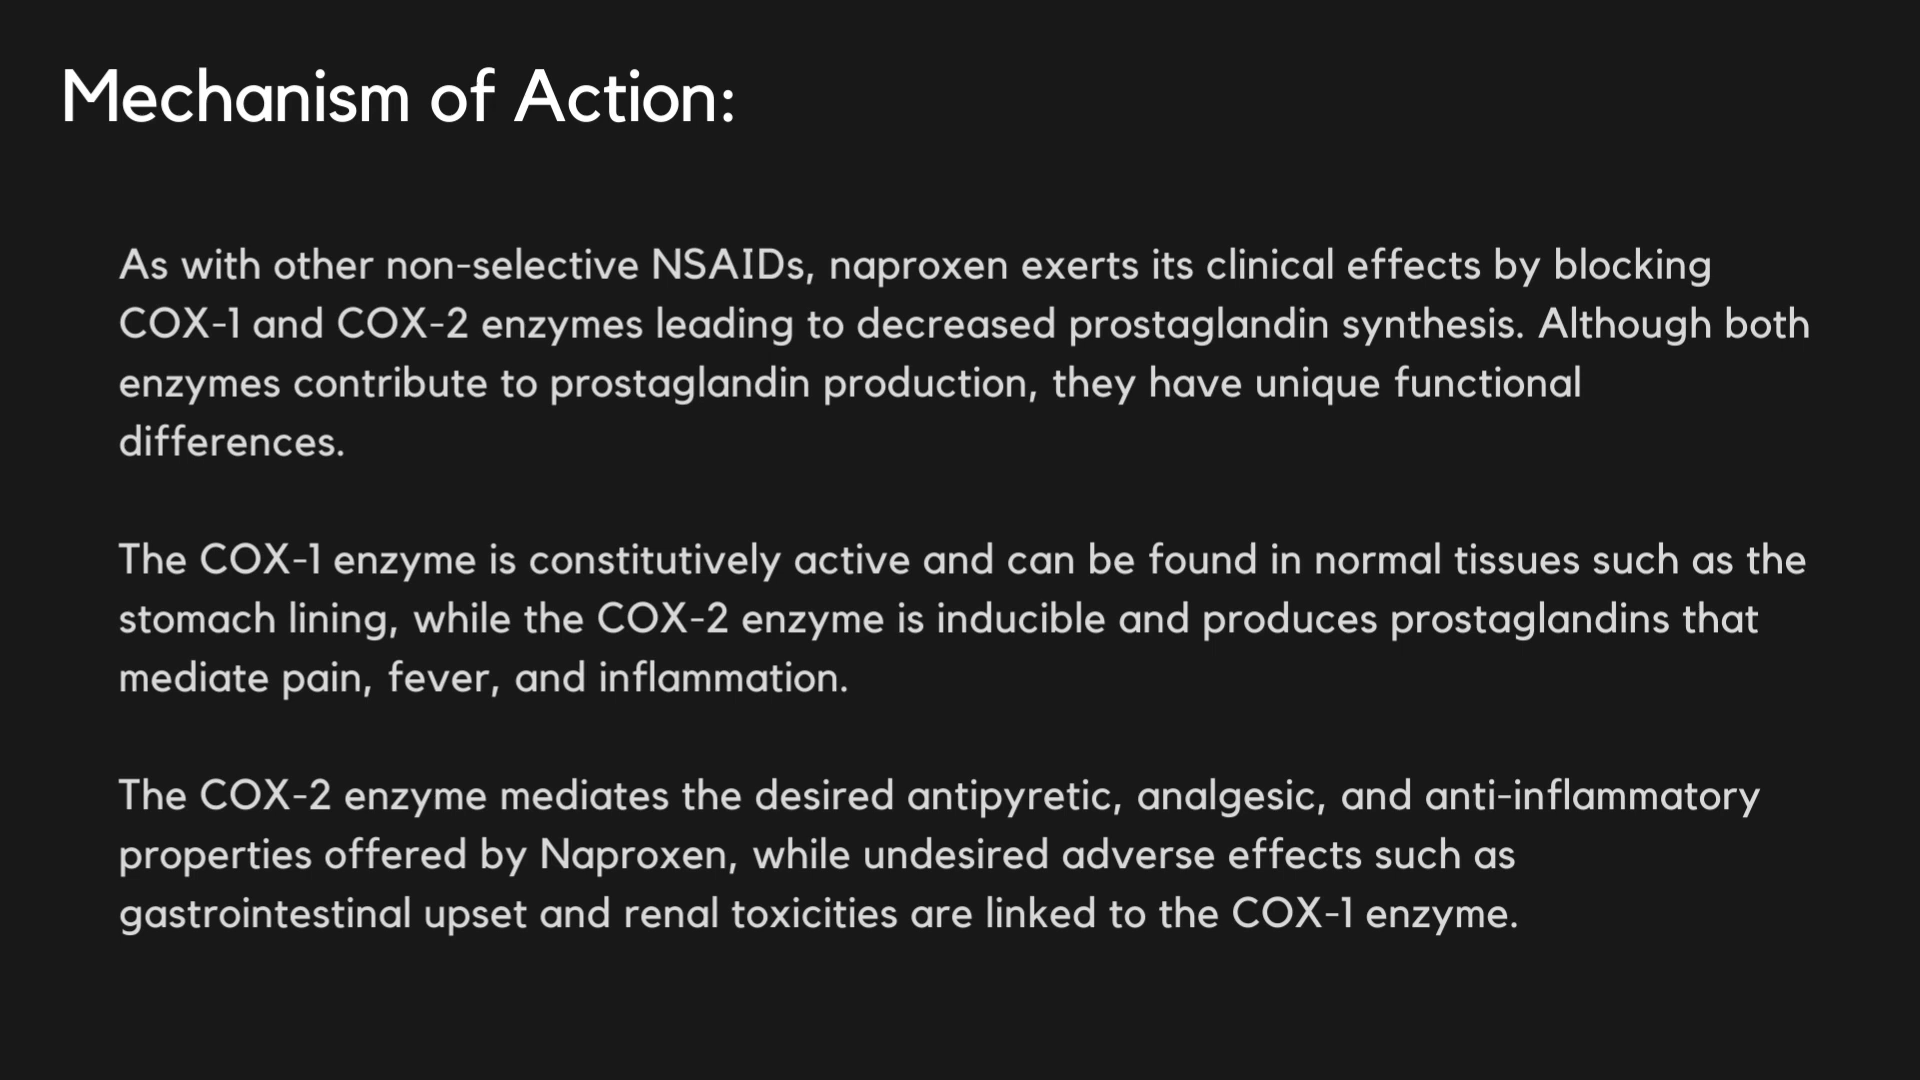 Mechanism of Action:
As with other non-selective NSAIDs, naproxen exerts its clinical effects by blocking
COX-1 and COX-2 enzymes leading to decreased prostaglandin synthesis. Although both
enzymes contribute to prostaglandin production, they have unique functional
differences.
The COX-1 enzyme is constitutively active and can be found in normal tissues such as the
stomach lining, while the COX-2 enzyme is inducible and produces prostaglandins that
mediate pain, fever, and inflammation.
The COX-2 enzyme mediates the desired antipyretic, analgesic, and anti-inflammatory
properties offered by Naproxen, while undesired adverse effects such as
gastrointestinal upset and renal toxicities are linked to the COX-1 enzyme.